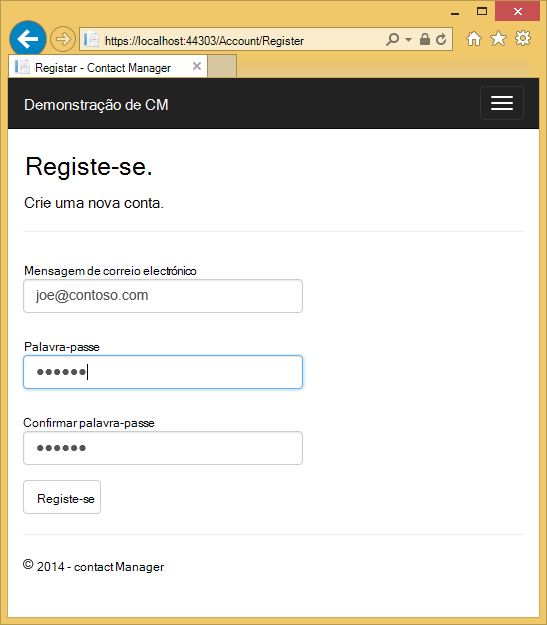 https://localhost:44303/Account/Register
Registar - Contact Manager
Demonstração de CM
Registe-se.
Crie uma nova conta.
Mensagem de correio electrónico
joe@contoso.com
Palavra-passe
••••••
Confirmar palavra-passe
••••••
Registe-se
© 2014 - contact Manager